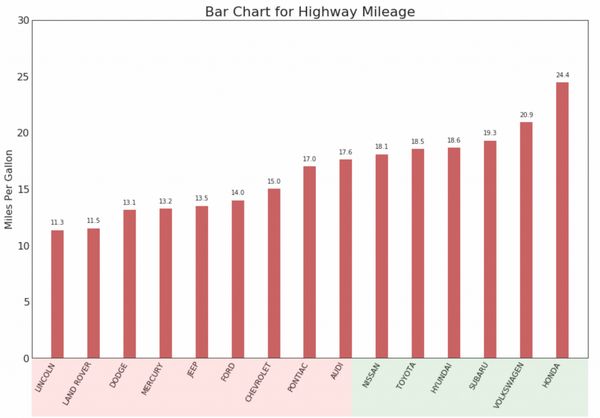 Bar Chart for Highway Mileage
Miles Per Gallon
30
25
20
15
10
5
0
11.3
11.5
13.1
13.2
13.5
14.0
15.0
17.0
17.6
18.1
18.5
18.6
19.3
20.9
24.4
LINCOLN
LAND ROVER
DODGE
MERCURY
JEEP
FORD
CHEVROLET
PONTIAC
AUDI
NISSAN
TOYOTA
HYUNDAI
SUBARU
VOLKSWAGEN
HONDA